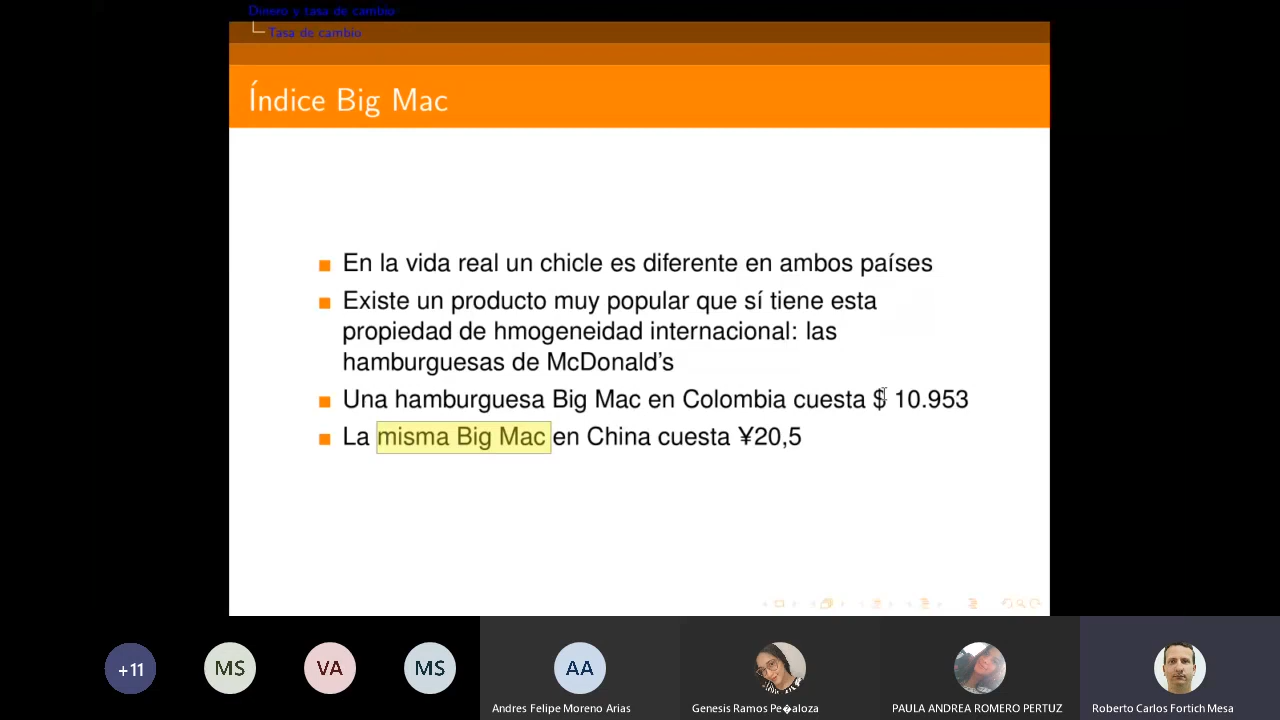 Dinero y tasa de cambio
Tasa de cambio
Índice Big Mac
En la vida real un chicle es diferente en ambos países
Existe un producto muy popular que sí tiene esta
propiedad de hmogeneidad internacional: las
hamburguesas de McDonald's
Una hamburguesa Big Mac en Colombia cuesta $ 10.953
La misma Big Mac en China cuesta ¥20,5
+11
MS
VA
MS
AA
Andres Felipe Moreno Arias
Genesis Ramos Pe�aloza
PAULA ANDREA ROMERO PERTUZ
Roberto Carlos Fortich Mesa